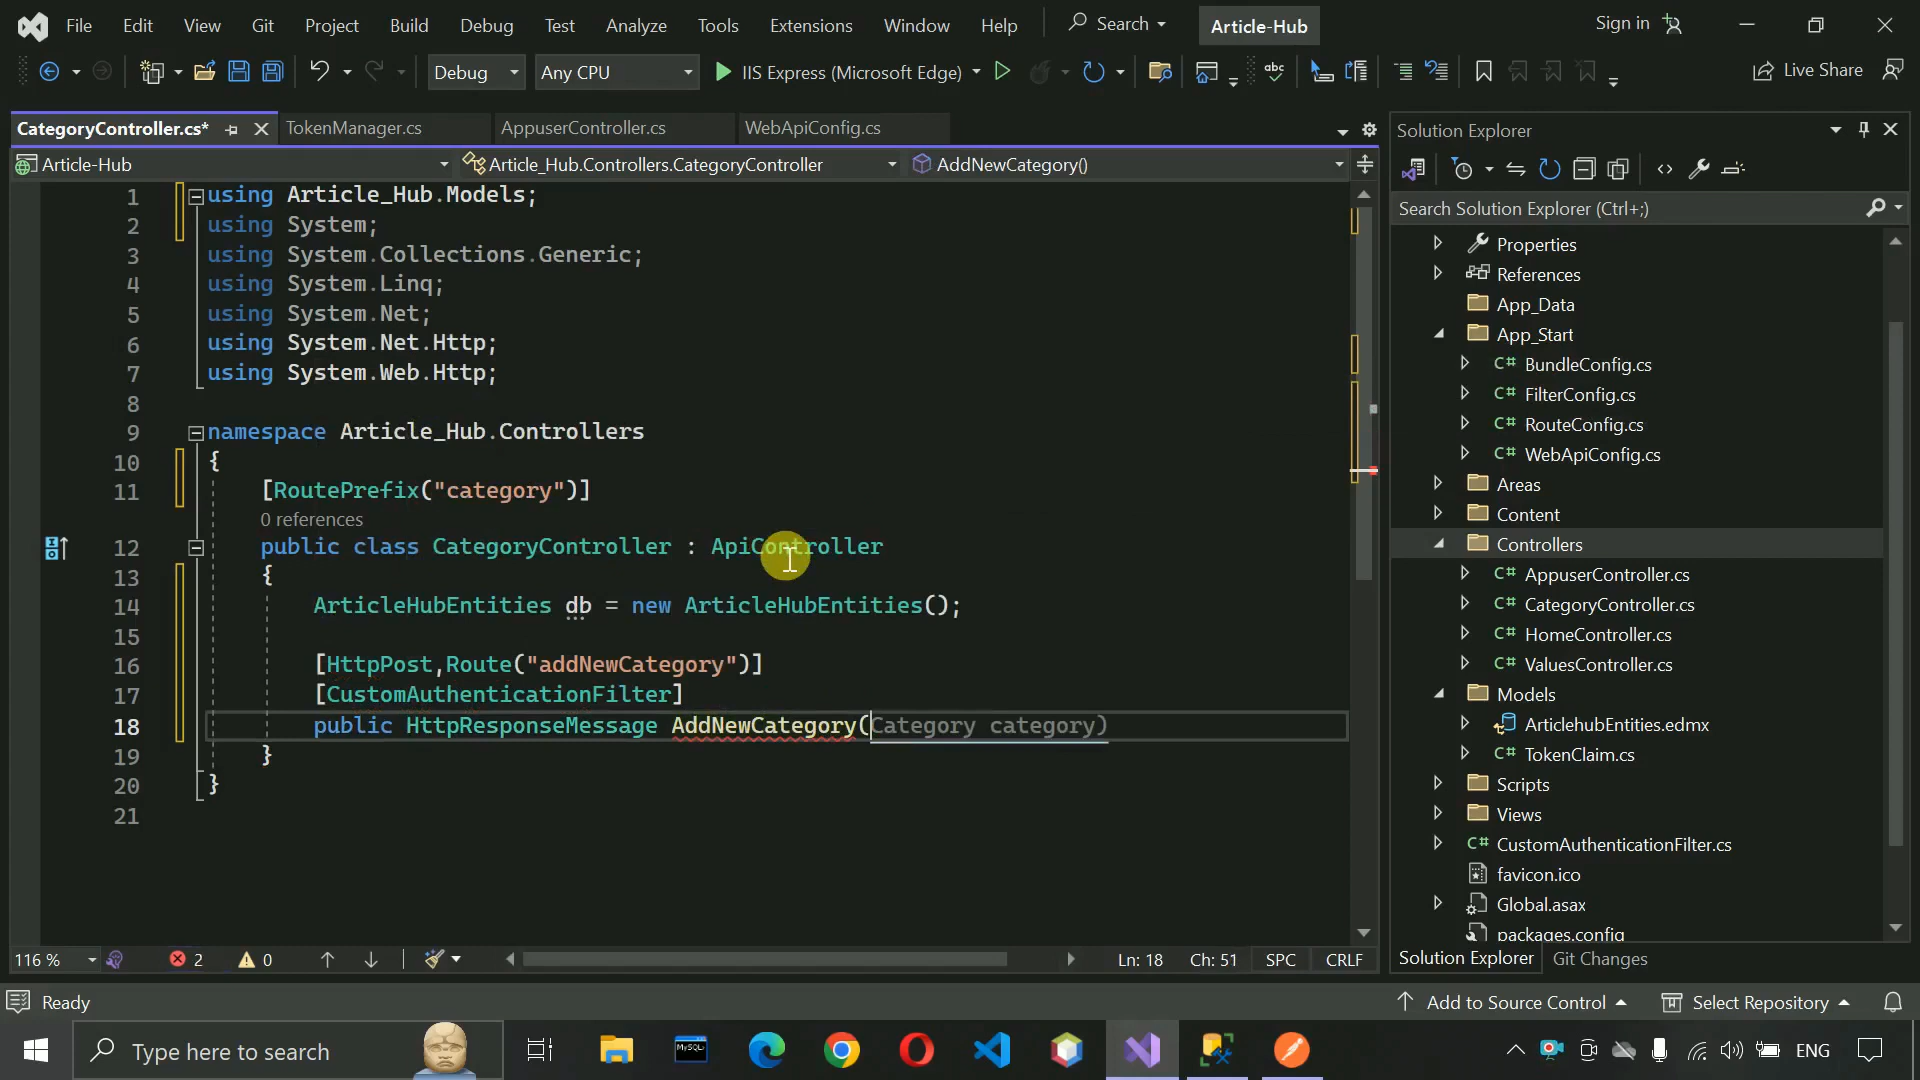 File Edit View Git Project Build Debug Test Analyze Tools Extensions Window Help Search Article-Hub Sign in
Debug Any CPU IIS Express (Microsoft Edge) Live Share
CategoryController.cs* TokenManager.cs AppuserController.cs WebApiConfig.cs
Article-Hub Article_Hub.Controllers.CategoryController AddNewCategory()
1 using Article_Hub.Models;
2 using System;
3 using System.Collections.Generic;
4 using System.Linq;
5 using System.Net;
6 using System.Net.Http;
7 using System.Web.Http;
8
9 namespace Article_Hub.Controllers
10 {
11 [RoutePrefix("category")]
0 references
12 public class CategoryController : ApiController
13 {
14 ArticleHubEntities db = new ArticleHubEntities();
15
16 [HttpPost,Route("addNewCategory")]
17 [CustomAuthenticationFilter]
18 public HttpResponseMessage AddNewCategory(Category category)
19 }
20 }
21
116 % 2 0 Ln: 18 Ch: 51 SPC CRLF
Solution Explorer
Search Solution Explorer (Ctrl+;)
Properties
References
App_Data
App_Start
C# BundleConfig.cs
C# FilterConfig.cs
C# RouteConfig.cs
C# WebApiConfig.cs
Areas
Content
Controllers
C# AppuserController.cs
C# CategoryController.cs
C# HomeController.cs
C# ValuesController.cs
Models
ArticlehubEntities.edmx
C# TokenClaim.cs
Scripts
Views
C# CustomAuthenticationFilter.cs
favicon.ico
Global.asax
packages.config
Solution Explorer Git Changes
Ready Add to Source Control Select Repository
Type here to search MySQL ENG